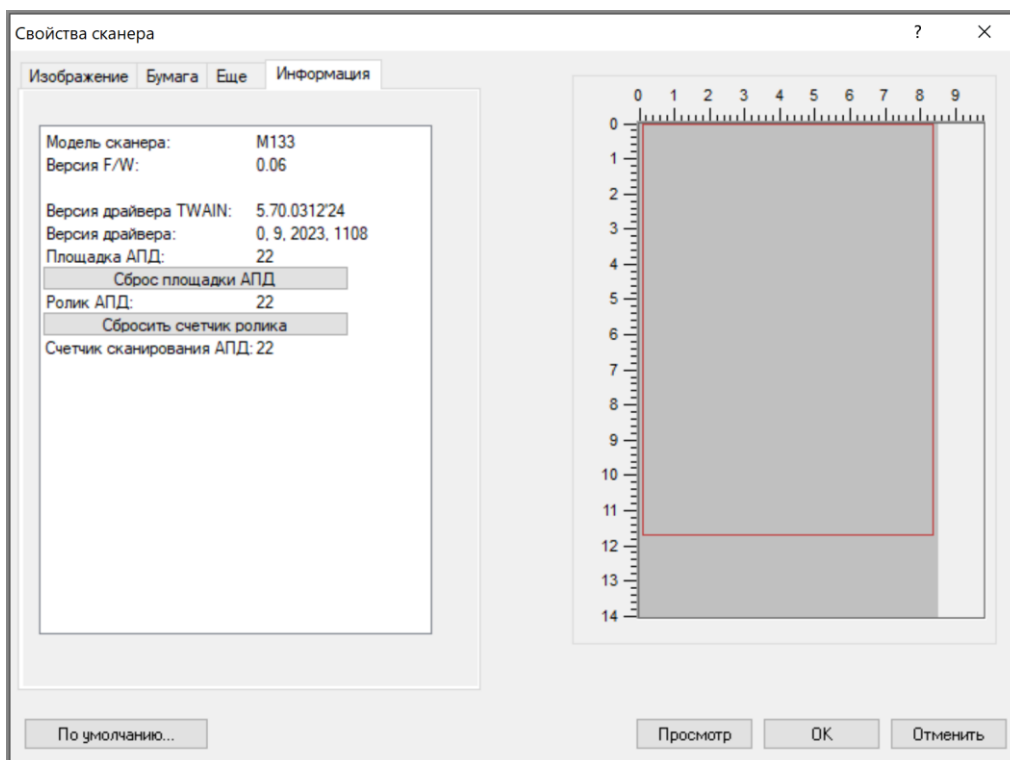 Свойства сканера ? ×
Изображение Бумага Еще Информация
Модель сканера: M133
Версия F/W: 0.06
Версия драйвера TWAIN: 5.70.0312'24
Версия драйвера: 0, 9, 2023, 1108
Площадка АПД: 22
Сброс площадки АПД
Ролик АПД: 22
Сбросить счетчик ролика
Счетчик сканирования АПД: 22
0 1 2 3 4 5 6 7 8 9
0
1
2
3
4
5
6
7
8
9
10
11
12
13
14
По умолчанию... Просмотр OK Отменить